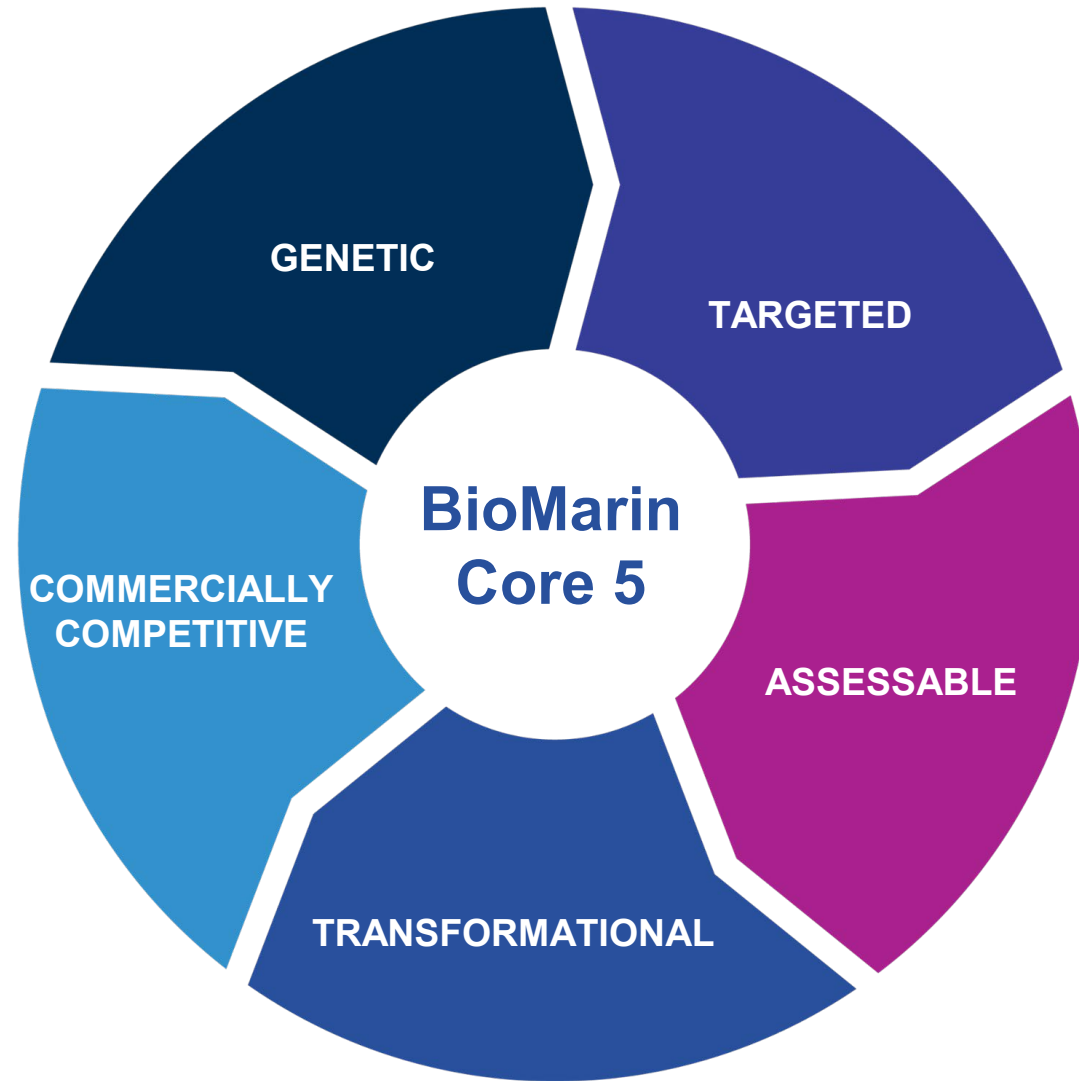 GENETIC
TARGETED
BioMarin
Core 5
COMMERCIALLY
COMPETITIVE
ASSESSABLE
TRANSFORMATIONAL